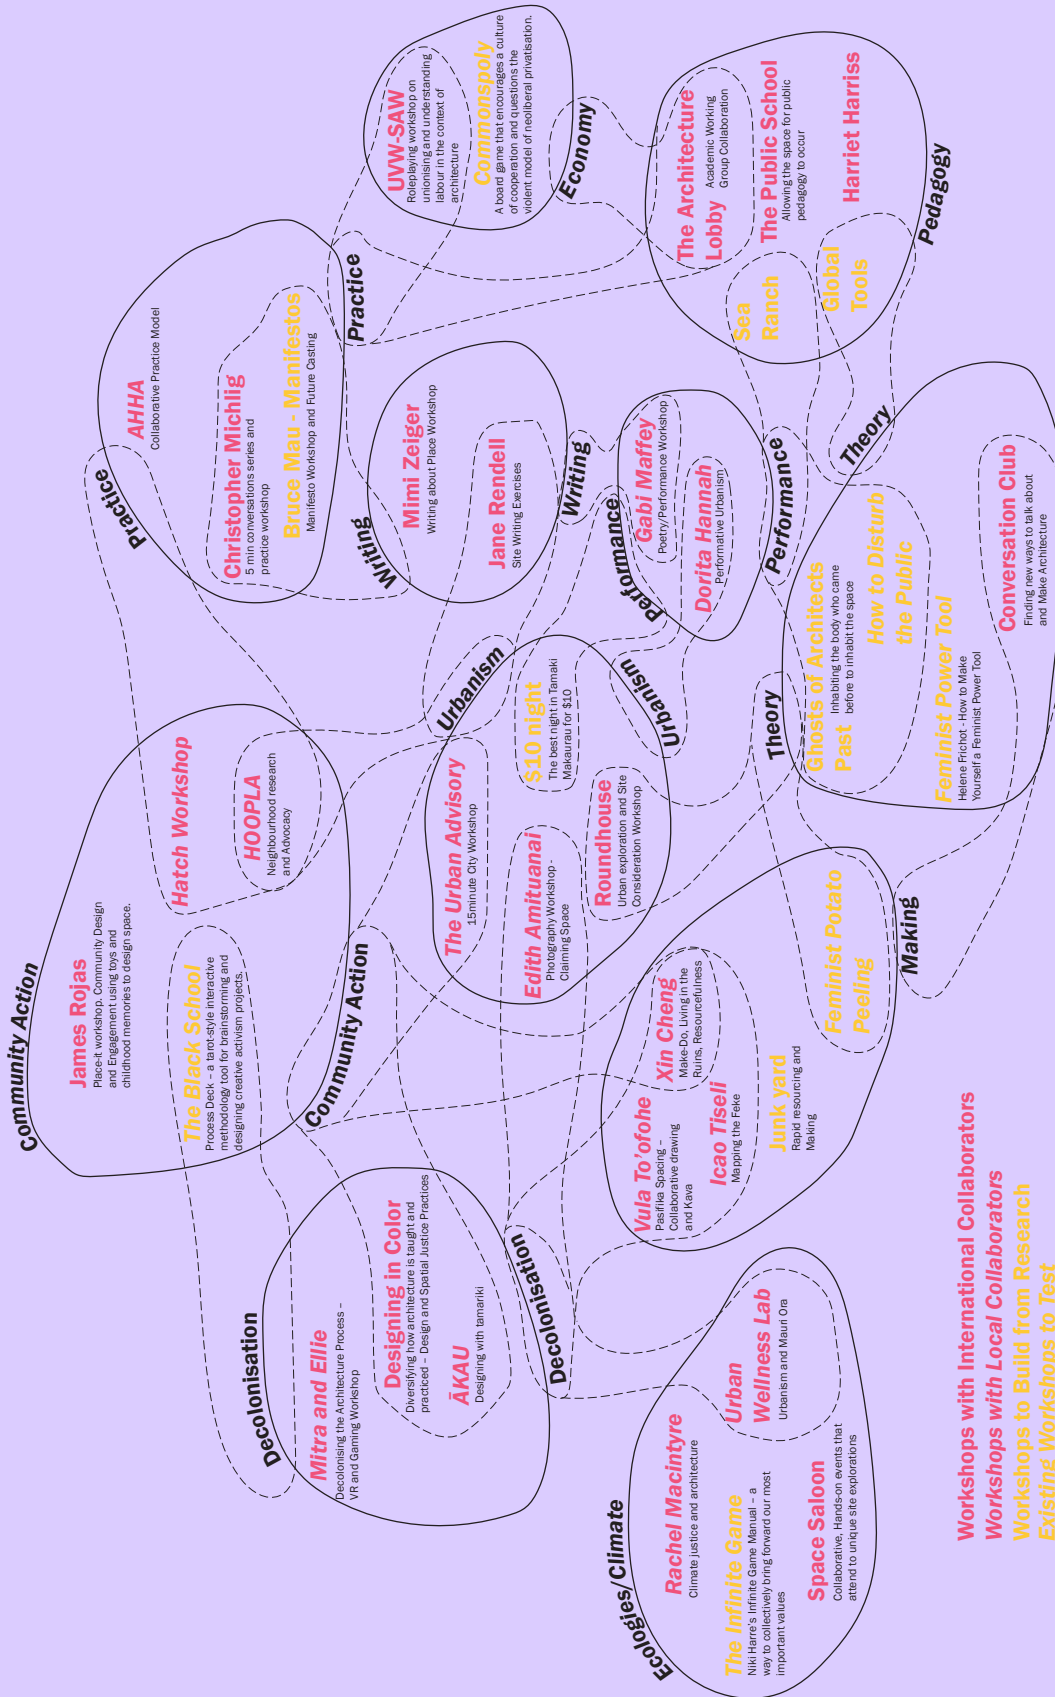 Community Action
James Rojas
Place-it workshop. Community Design
and Engagement using toys and
childhood memories to design space.
The Black School
Process Deck – a tarot-style interactive
methodology tool for brainstorming and
designing creative activism projects.
Hatch Workshop
HOOPLA
Neighbourhood research
and Advocacy
Community Action
Practice
AHHA
Collaborative Practice Model
Christopher Michlig
5 min conversations series and
practice workshop
Bruce Mau - Manifestos
Manifesto Workshop and Future Casting
Practice
UVW-SAW
Roleplaying workshop on
unionising and understanding
labour in the context of
architecture
Commonspoly
A board game that encourages a culture
of cooperation and questions the
violent model of neoliberal privatisation.
Economy
Decolonisation
Mitra and Ellie
Decolonising the Architecture Process –
VR and Gaming Workshop
Designing in Color
Diversifying how architecture is taught and
practiced – Design and Spatial Justice Practices
ĀKAU
Designing with tamariki
Decolonisation
Urbanism
The Urban Advisory
15minute City Workshop
$10 night
The best night in Tamaki
Makaurau for $10
Edith Amituanai
Photography Workshop -
Claiming Space
Roundhouse
Urban exploration and Site
Consideration Workshop
Urbanism
Writing
Mimi Zeiger
Writing about Place Workshop
Jane Rendell
Site Writing Exercises
Writing
Performance
Gabi Maffey
Poetry/Performance Workshop
Dorita Hannah
Performative Urbanism
Performance
The Architecture
Lobby
Academic Working
Group Collaboration
The Public School
Allowing the space for public
pedagogy to occur
Sea
Ranch
Global
Tools
Harriet Harriss
Pedagogy
Ecologies/Climate
Rachel Macintyre
Climate justice and architecture
Urban
Wellness Lab
Urbanism and Mauri Ora
The Infinite Game
Niki Harre's Infinite Game Manual – a
way to collectively bring forward our most
important values
Space Saloon
Collaborative, Hands-on events that
attend to unique site explorations
Vula To'ofohe
Pasifika Spacing –
Collaborative drawing
and Kava
Xin Cheng
Make-Do, Living in the
Ruins, Resourcefulness
Icao Tiseli
Mapping the Feke
Junk yard
Rapid resourcing and
Making
Feminist Potato
Peeling
Making
Theory
Theory
Ghosts of Architects
Past
Inhabiting the body who came
before to inhabit the space
How to Disturb
the Public
Feminist Power Tool
Helene Frichot - How to Make
Yourself a Feminist Power Tool
Conversation Club
Finding new ways to talk about
and Make Architecture
Workshops with International Collaborators
Workshops with Local Collaborators
Workshops to Build from Research
Existing Workshops to Test